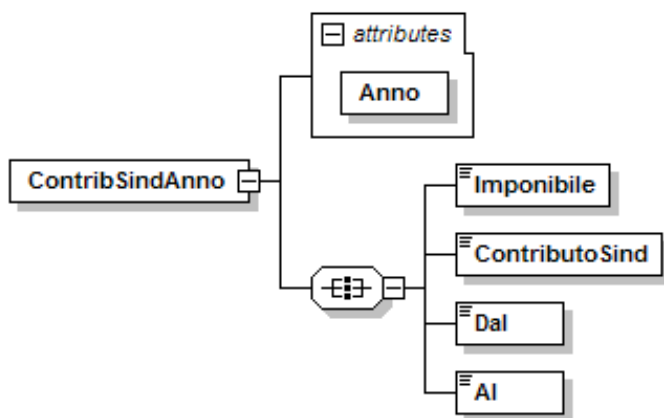 attributes
Anno
ContribSindAnno
Imponibile
ContributoSind
Dal
Al